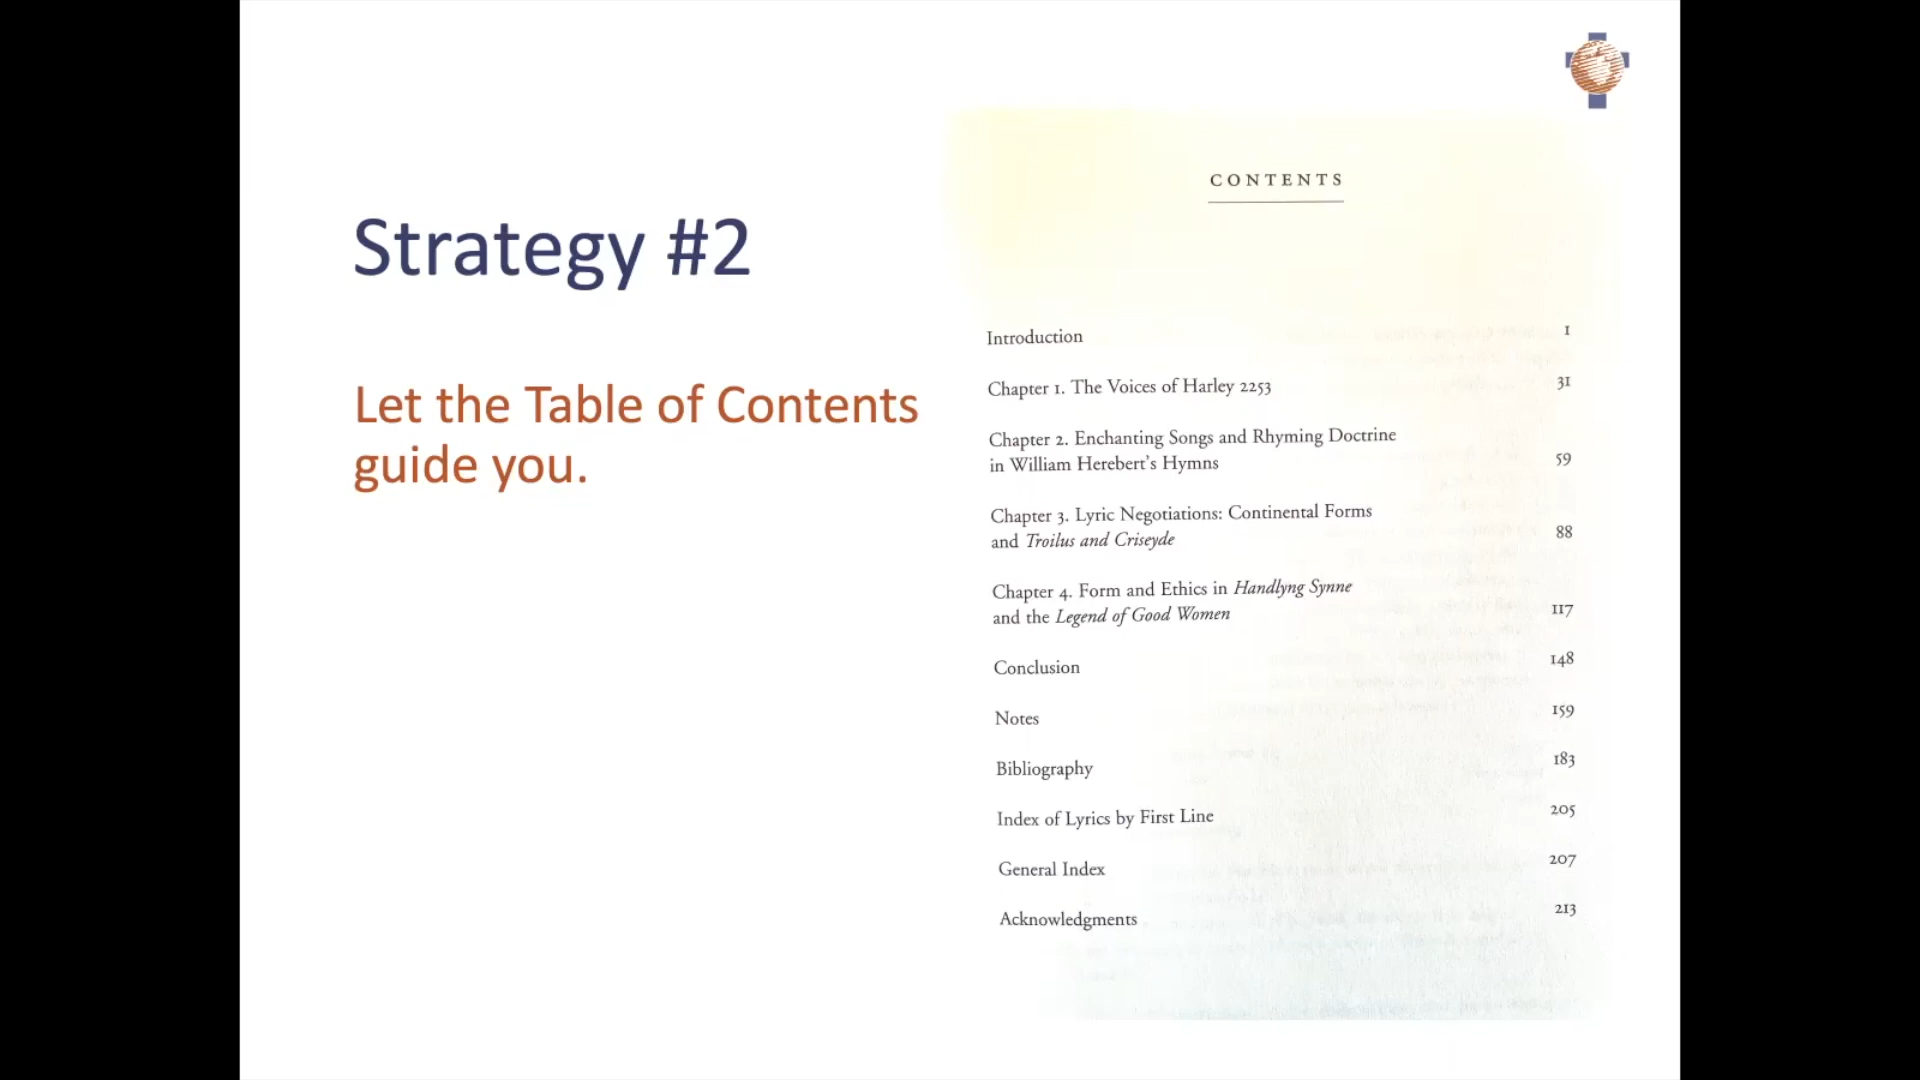 Strategy #2
Let the Table of Contents
guide you.
CONTENTS
Introduction 1
Chapter 1. The Voices of Harley 2253 31
Chapter 2. Enchanting Songs and Rhyming Doctrine
in William Herebert's Hymns 59
Chapter 3. Lyric Negotiations: Continental Forms
and Troilus and Criseyde 88
Chapter 4. Form and Ethics in Handlyng Synne
and the Legend of Good Women 117
Conclusion 148
Notes 159
Bibliography 183
Index of Lyrics by First Line 205
General Index 207
Acknowledgments 213